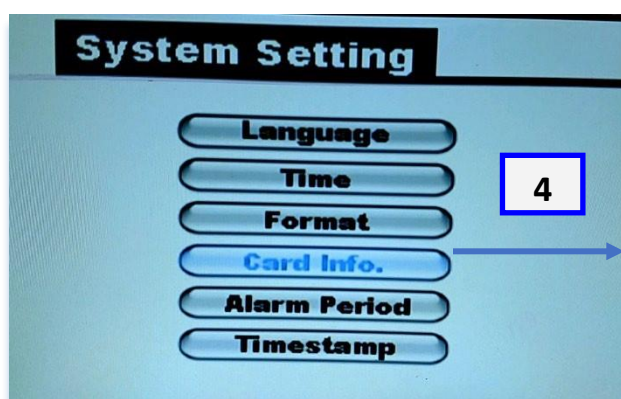 System Setting
Language
Time
4
Format
Card Info.
Alarm Period
Timestamp